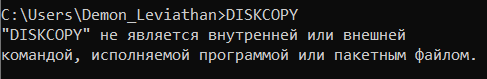 C:\Users\Demon_Leviathan>DISKCOPY
"DISKCOPY" не является внутренней или внешней
командой, исполняемой программой или пакетным файлом.